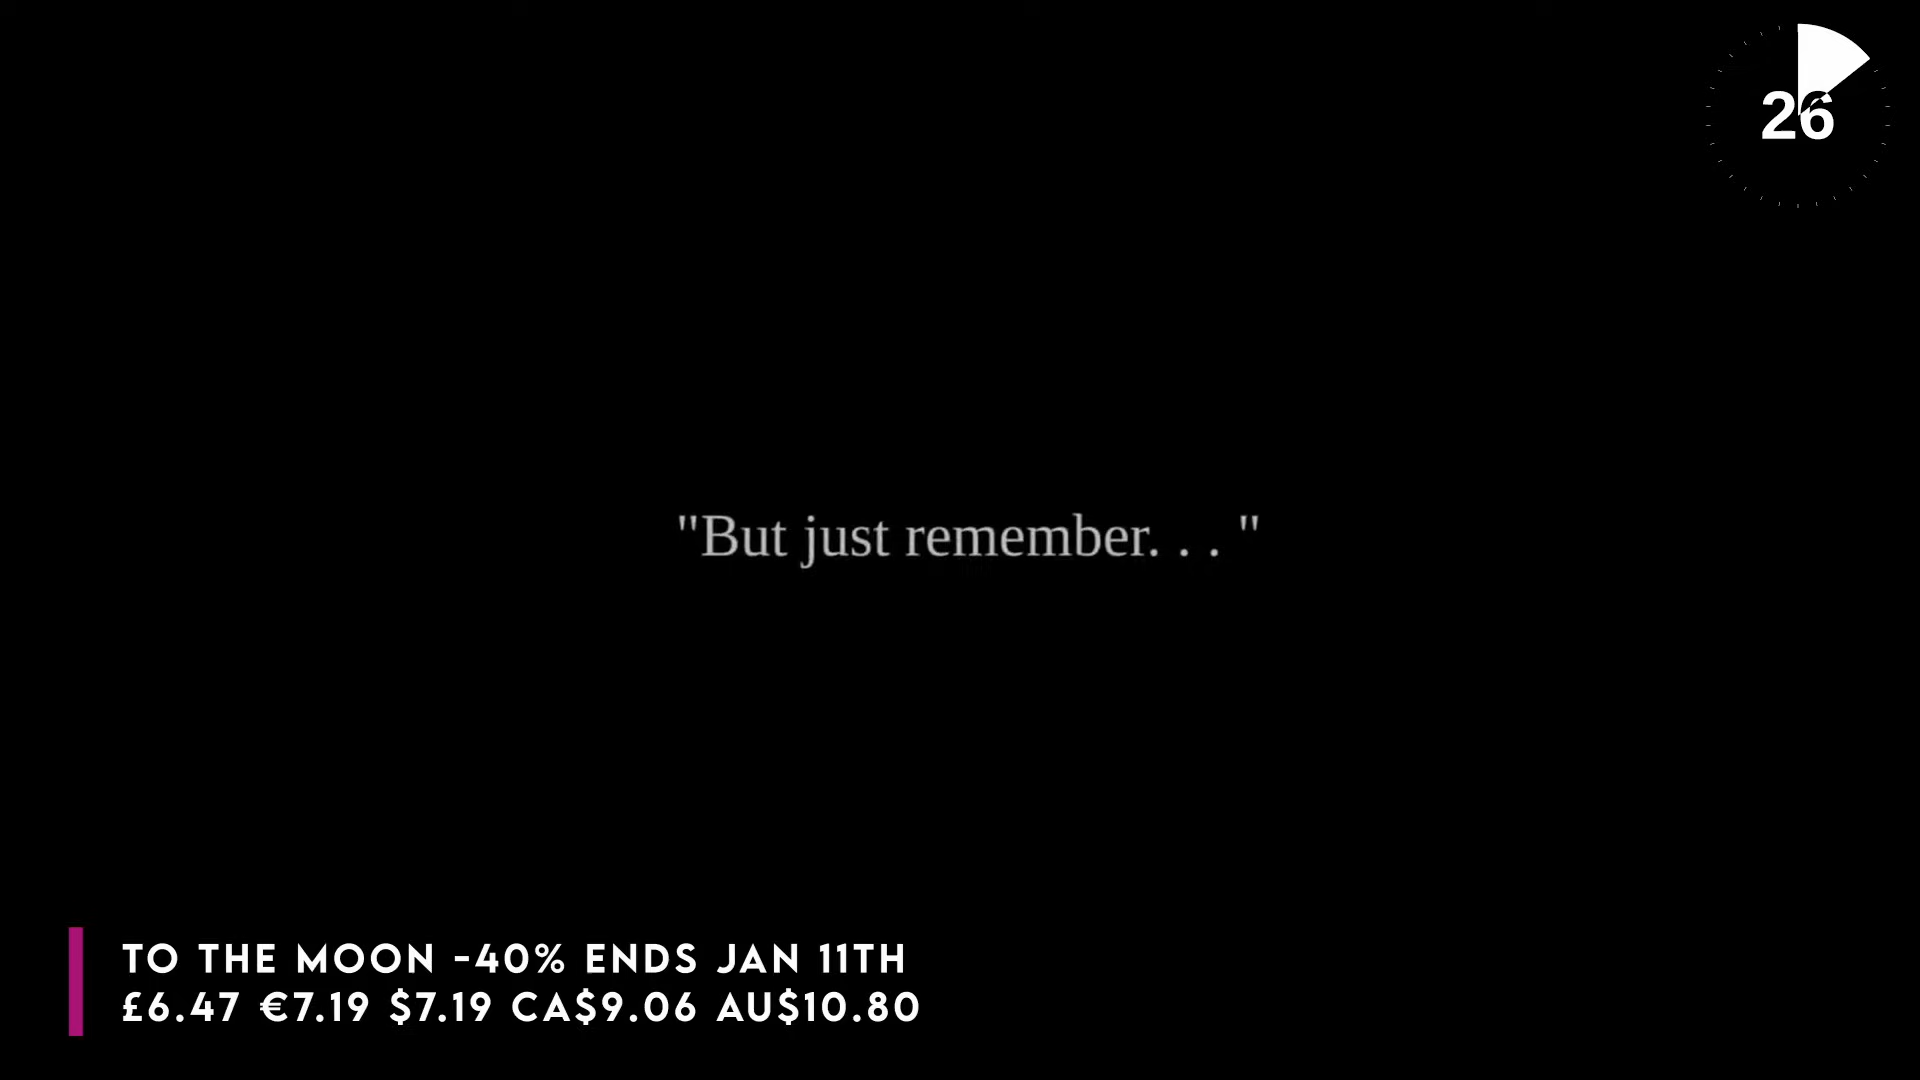 26
"But just remember. . . "
TO THE MOON -40% ENDS JAN 11TH
£6.47 €7.19 $7.19 CA$9.06 AU$10.80